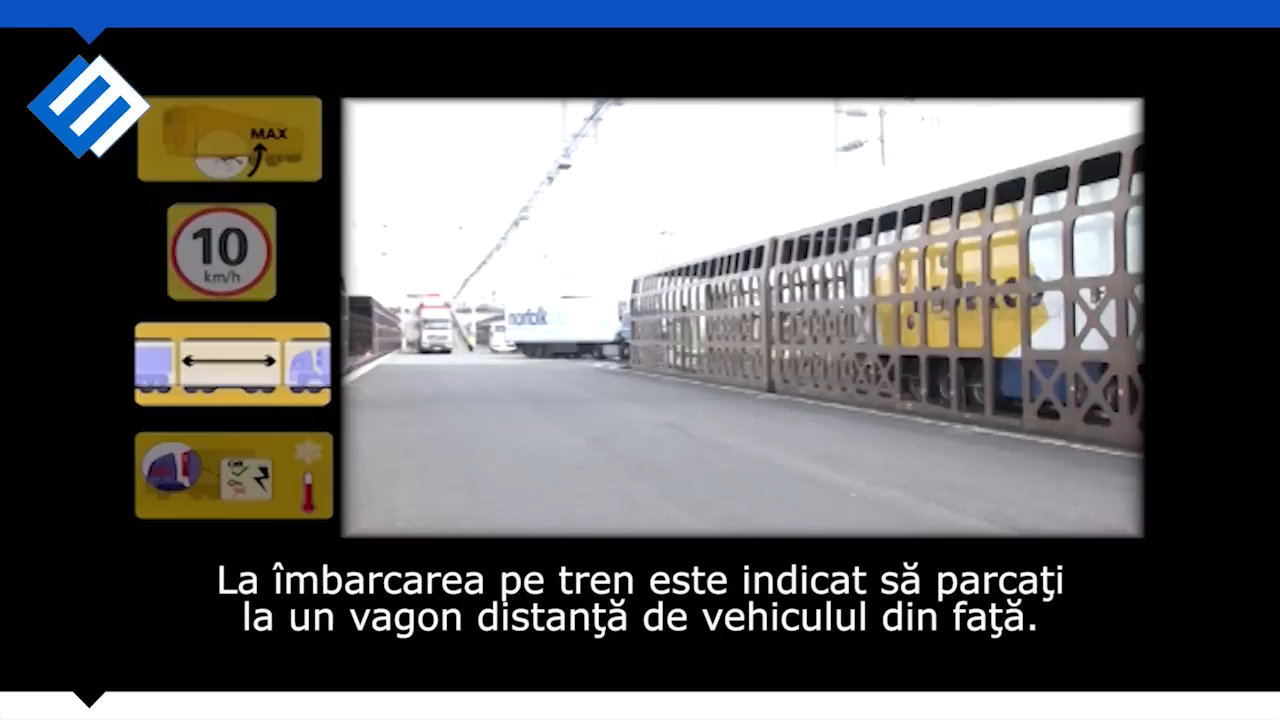 MAX
10
km/h
norfolk
La îmbarcarea pe tren este indicat să parcaţi
la un vagon distanţă de vehiculul din faţă.